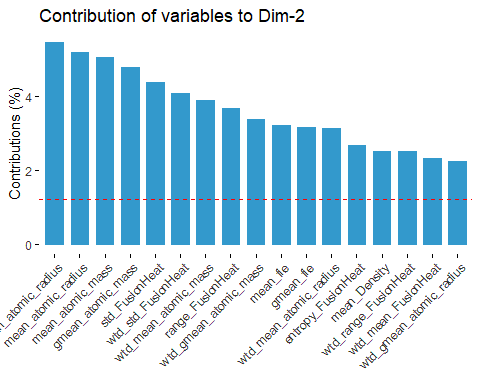 Contribution of variables to Dim-2
Contributions (%)
4
2
0
mean_atomic_radius
mean_atomic_mass
gmean_atomic_mass
std_FusionHeat
wtd_std_FusionHeat
wtd_mean_atomic_mass
range_FusionHeat
wtd_gmean_atomic_mass
mean_fie
gmean_fie
wtd_mean_atomic_radius
entropy_FusionHeat
mean_Density
wtd_range_FusionHeat
wtd_mean_FusionHeat
wtd_gmean_atomic_radius